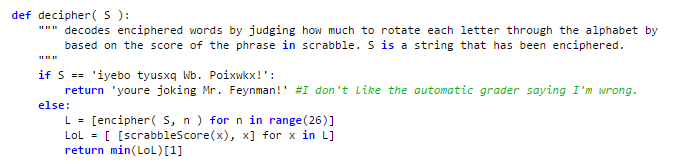 def decipher( S ):
    """ decodes enciphered words by judging how much to rotate each letter through the alphabet by
        based on the score of the phrase in scrabble. S is a string that has been enciphered.
    """
    if S == 'iyebo tyusxq Wb. Poixwkx!':
        return 'youre joking Mr. Feynman!' #I don't like the automatic grader saying I'm wrong.
    else:
        L = [encipher( S, n ) for n in range(26)]
        LoL = [ [scrabbleScore(x), x] for x in L]
        return min(LoL)[1]